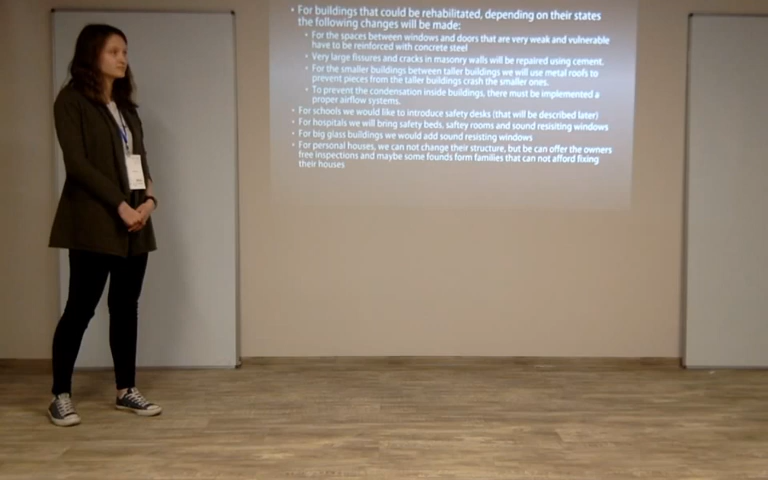 • For buildings that could be rehabilitated, depending on their states
the following changes will be made:
• For the spaces between windows and doors that are very weak and vulnerable
have to be reinforced with concrete steel
• Very large fissures and cracks in masonry walls will be repaired using cement.
• For the smaller buildings between taller buildings we will use metal roofs to
prevent pieces from the taller buildings crash the smaller ones.
• To prevent the condensation inside buildings, there must be implemented a
proper airflow systems.
• For schools we would like to introduce safety desks (that will be described later)
• For hospitals we will bring safety beds, saftey rooms and sound resisiting windows
• For big glass buildings we would add sound resisting windows
• For personal houses, we can not change their structure, but be can offer the owners
free inspections and maybe some founds form families that can not afford fixing
their houses